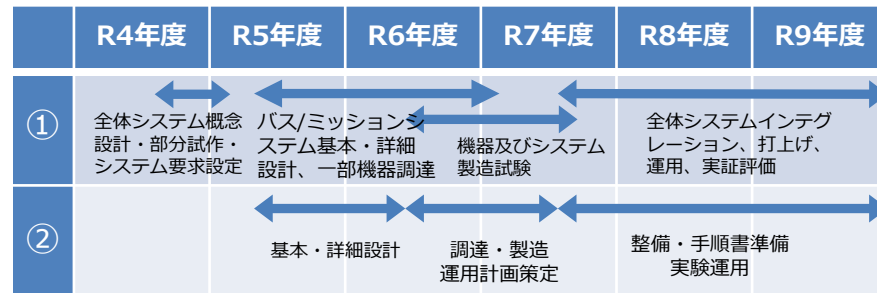 R4年度 R5年度 R6年度 R7年度 R8年度 R9年度
①
全体システム概念
設計・部分試作・
システム要求設定
バス/ミッションシ
ステム基本・詳細
設計、一部機器調達
機器及びシステム
製造試験
全体システムインテグ
レーション、打上げ、
運用、実証評価
②
基本・詳細設計
調達・製造
運用計画策定
整備・手順書準備
実験運用